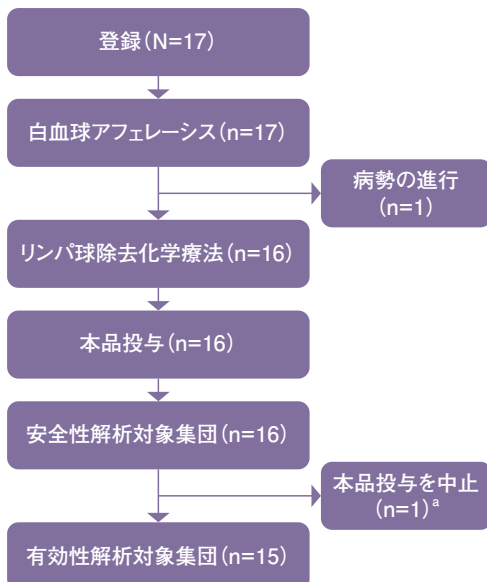 登録（N=17）
白血球アフェレーシス（n=17）
病勢の進行
（n=1）
リンパ球除去化学療法（n=16）
本品投与（n=16）
安全性解析対象集団（n=16）
本品投与を中止
（n=1）a
有効性解析対象集団（n=15）